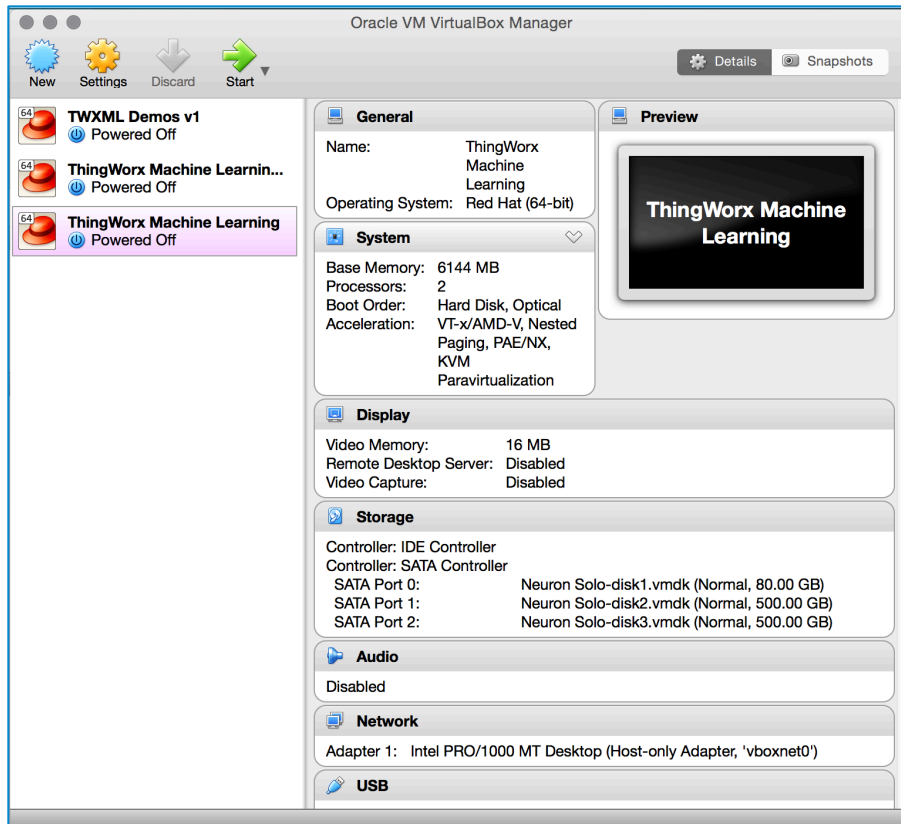 Oracle VM VirtualBox Manager
New
Settings
Discard
Start
Details
Snapshots
64
TWXML Demos v1
Powered Off
64
ThingWorx Machine Learnin...
Powered Off
64
ThingWorx Machine Learning
Powered Off
General
Name: ThingWorx
Machine
Learning
Operating System: Red Hat (64-bit)
Preview
ThingWorx Machine
Learning
System
Base Memory: 6144 MB
Processors: 2
Boot Order: Hard Disk, Optical
Acceleration: VT-x/AMD-V, Nested
Paging, PAE/NX,
KVM
Paravirtualization
Display
Video Memory: 16 MB
Remote Desktop Server: Disabled
Video Capture: Disabled
Storage
Controller: IDE Controller
Controller: SATA Controller
SATA Port 0: Neuron Solo-disk1.vmdk (Normal, 80.00 GB)
SATA Port 1: Neuron Solo-disk2.vmdk (Normal, 500.00 GB)
SATA Port 2: Neuron Solo-disk3.vmdk (Normal, 500.00 GB)
Audio
Disabled
Network
Adapter 1: Intel PRO/1000 MT Desktop (Host-only Adapter, 'vboxnet0')
USB